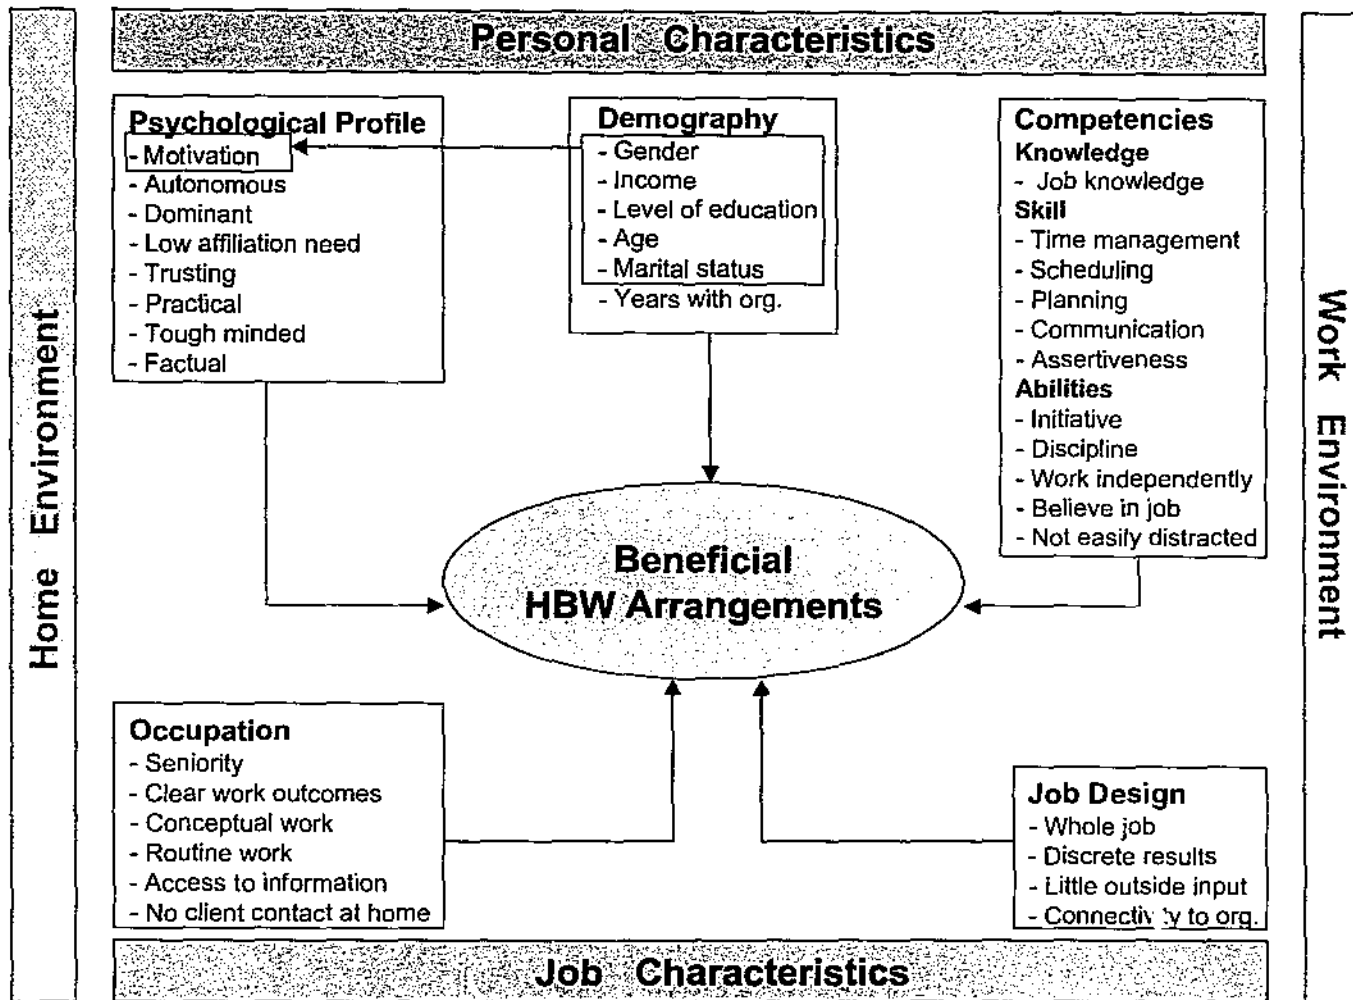 Personal Characteristics
Home Environment
Work Environment
Psychological Profile
- Motivation
- Autonomous
- Dominant
- Low affiliation need
- Trusting
- Practical
- Tough minded
- Factual
Demography
- Gender
- Income
- Level of education
- Age
- Marital status
- Years with org.
Competencies
Knowledge
- Job knowledge
Skill
- Time management
- Scheduling
- Planning
- Communication
- Assertiveness
Abilities
- Initiative
- Discipline
- Work independently
- Believe in job
- Not easily distracted
Beneficial
HBW Arrangements
Occupation
- Seniority
- Clear work outcomes
- Conceptual work
- Routine work
- Access to information
- No client contact at home
Job Design
- Whole job
- Discrete results
- Little outside input
- Connectivity to org.
Job Characteristics